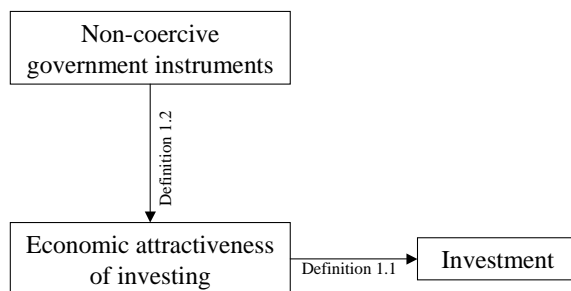 Non-coercive
government instruments
Definition 1.2
Economic attractiveness
of investing
Definition 1.1
Investment